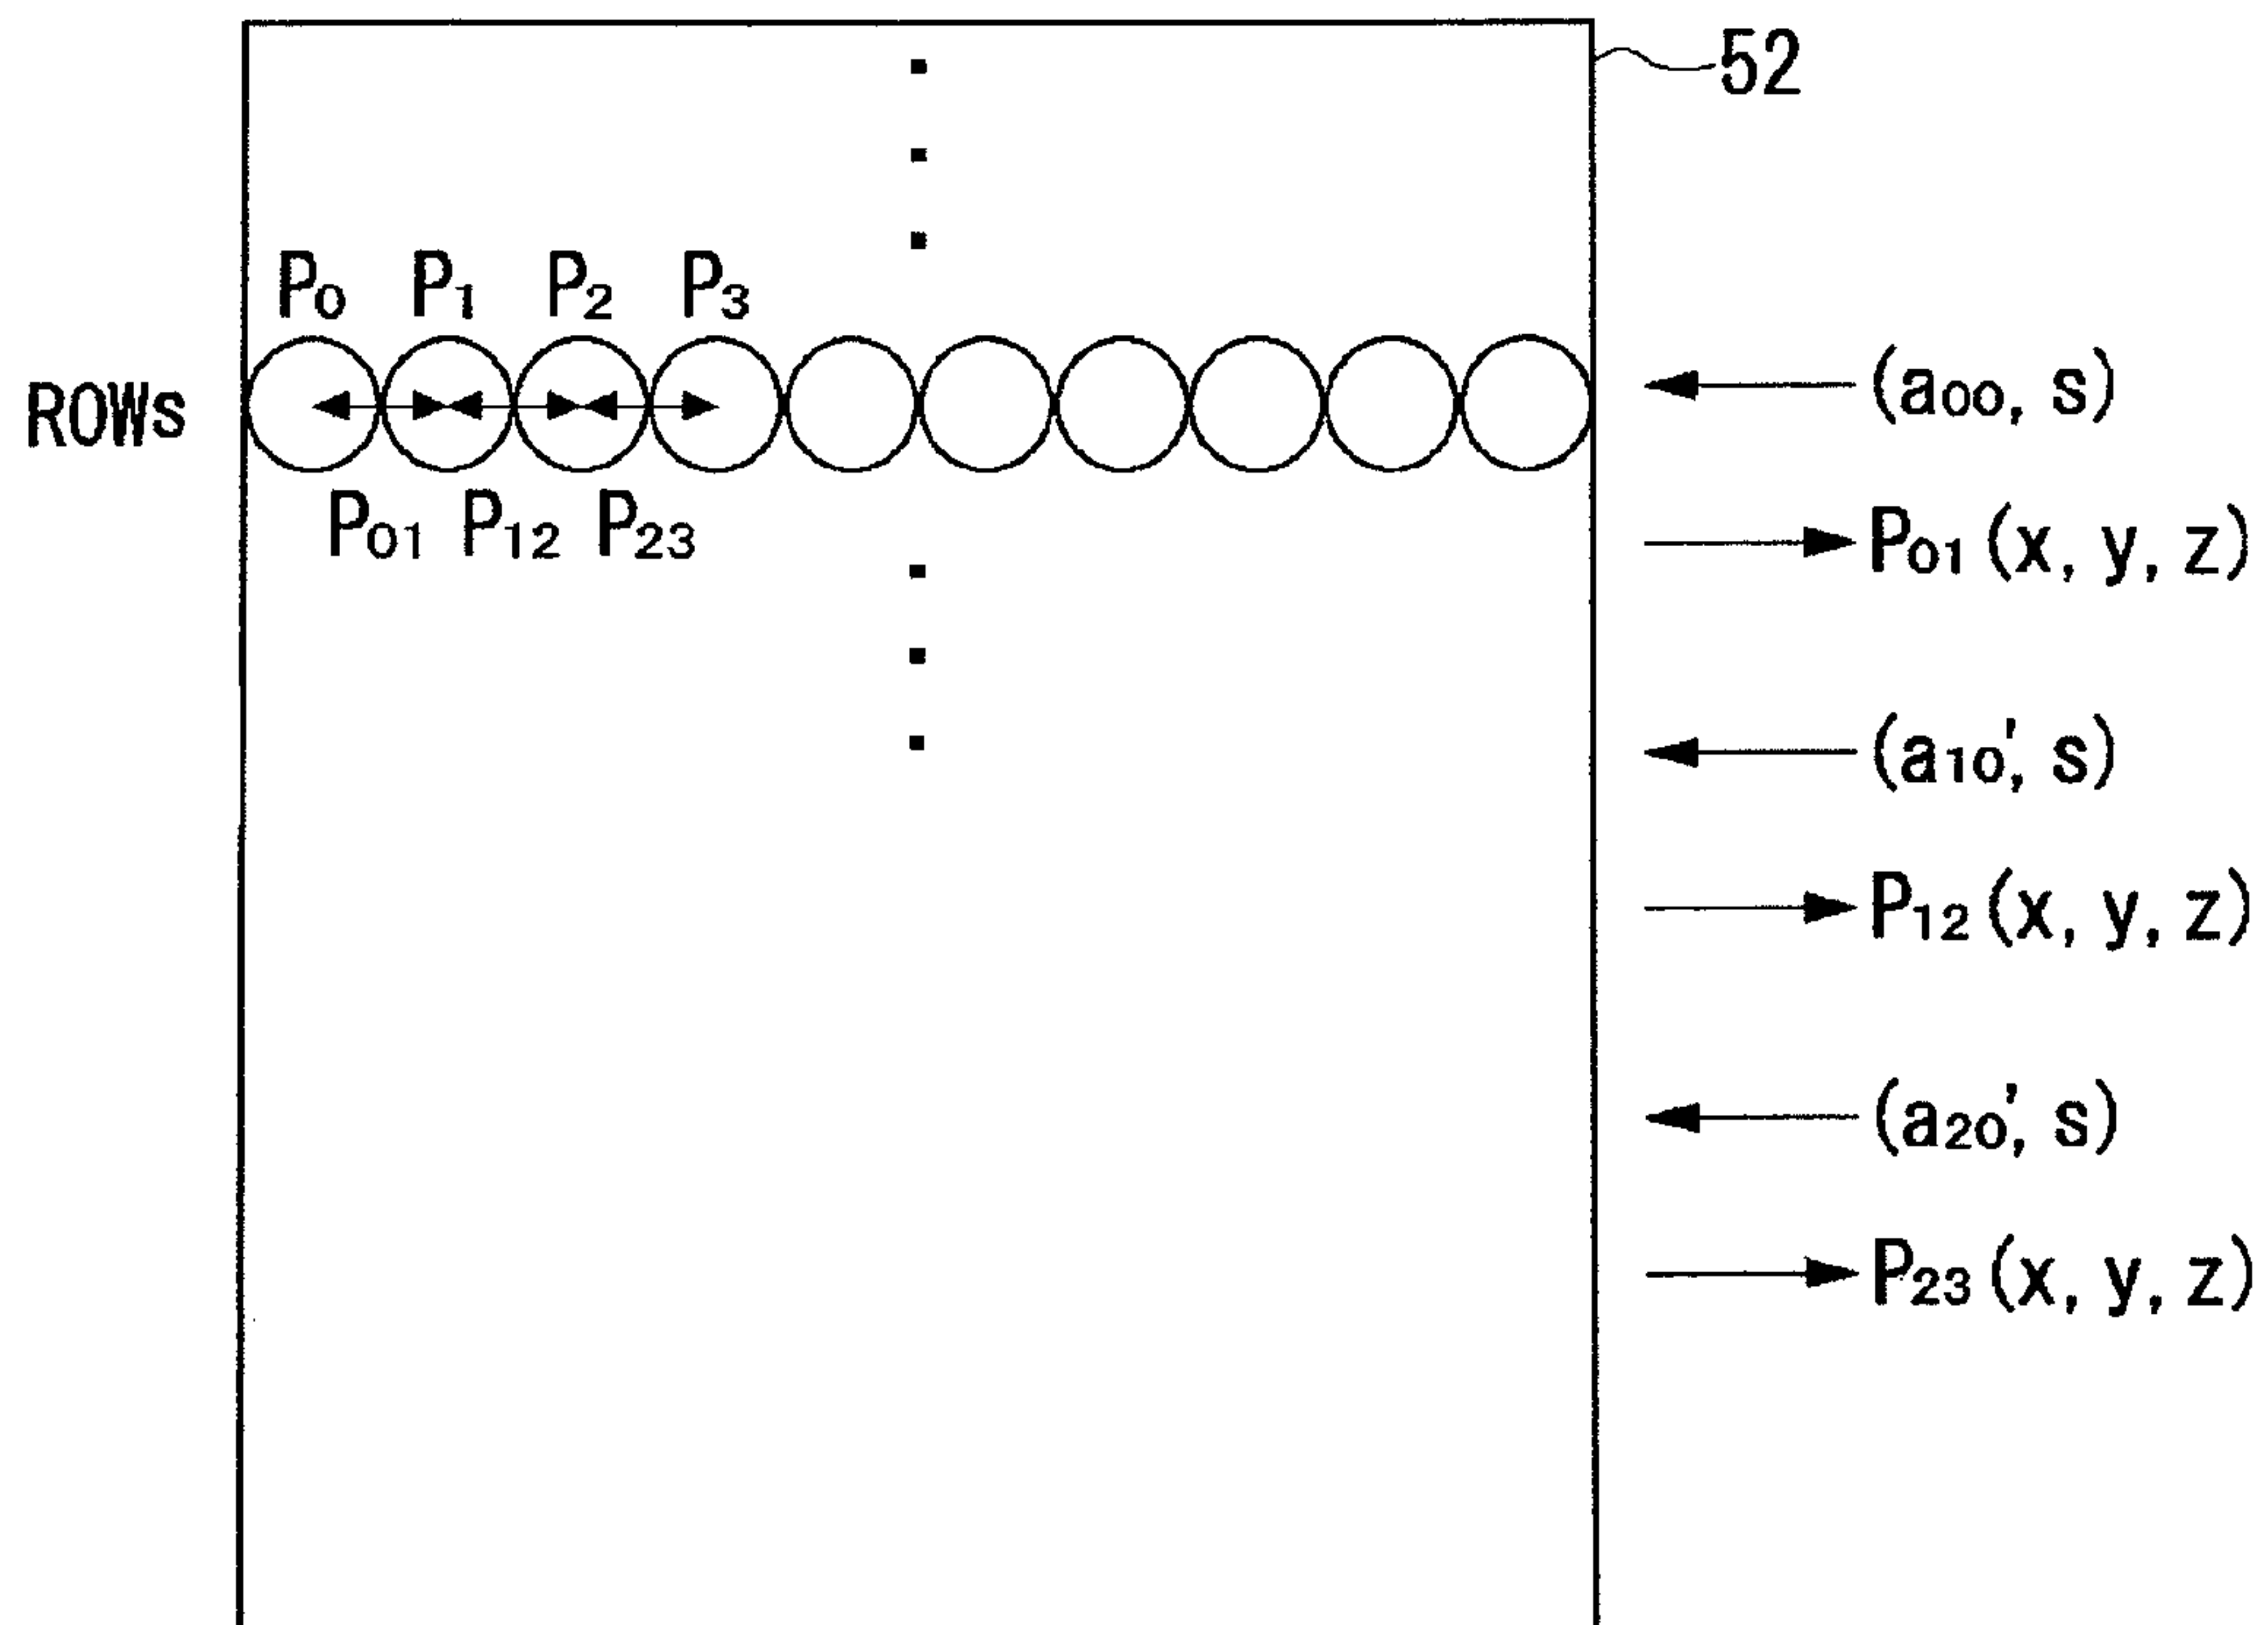 52
P₀ P₁ P₂ P₃
ROWs
P₀₁ P₁₂ P₂₃
(a₀₀, s)
P₀₁(x, y, z)
(a₁₀', s)
P₁₂(x, y, z)
(a₂₀', s)
P₂₃(x, y, z)